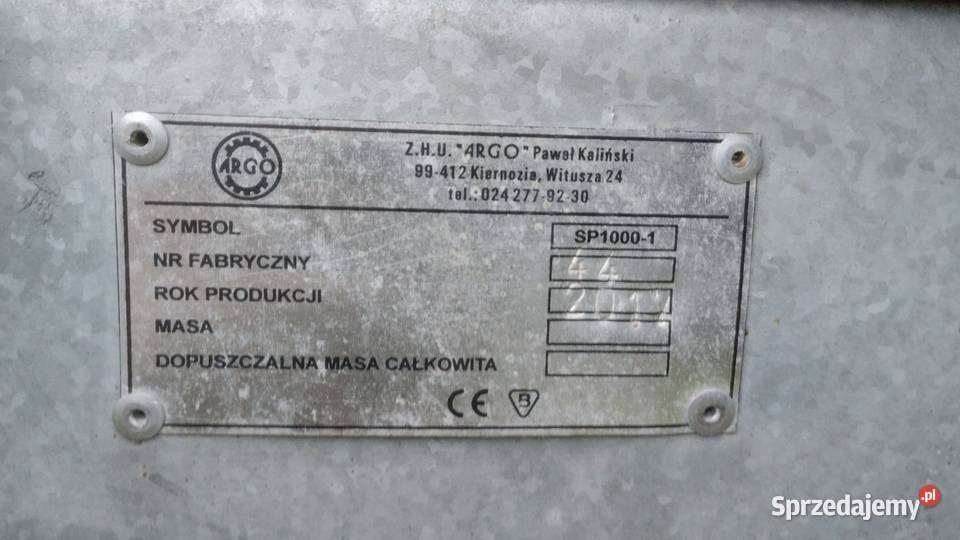 ARGO
Z.H.U. "ARGO" Paweł Kaliński
99-412 Kiernozia, Witusza 24
tel.: 024 277-92-30
SYMBOL SP1000-1
NR FABRYCZNY 44
ROK PRODUKCJI
MASA
DOPUSZCZALNA MASA CAŁKOWITA
CE B
Sprzedajemy.pl